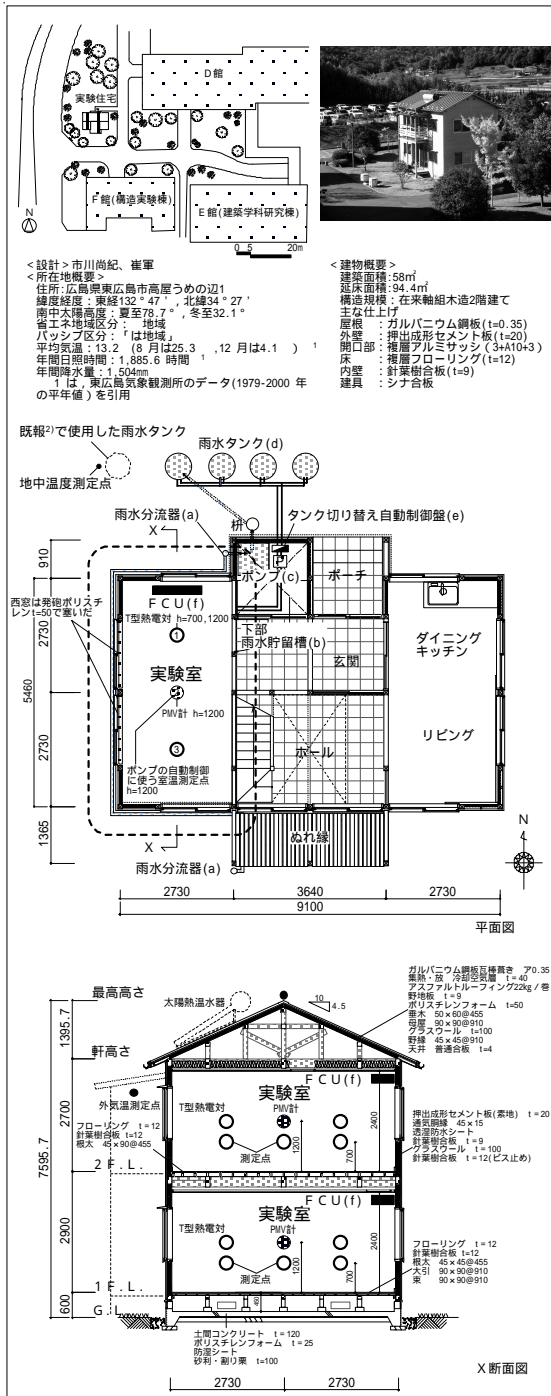 D館
実験住宅
N
F館(構造実験棟)
E館(建築学科研究棟)
0 5 20m
<設計>市川尚紀、崔軍
<所在地概要>
住所:広島県東広島市高屋うめの辺1
緯度経度:東経132°47',北緯34°27'
南中太陽高度:夏至78.7°,冬至32.1°
省エネ地域区分: 地域
パッシブ区分:「は地域」
平均気温:13.2 (8月は25.3 ,12月は4.1 ) 1
年間日照時間:1,885.6 時間 1
年間降水量:1,504mm
1 は,東広島気象観測所のデータ(1979-2000 年
の平年値)を引用
<建物概要>
建築面積:58㎡
延床面積:94.4㎡
構造規模:在来軸組木造2階建て
主な仕上げ
屋根 :ガルバニウム鋼板(t=0.35)
外壁 :押出成形セメント板(t=20)
開口部:複層アルミサッシ(3+A10+3)
床 :複層フローリング(t=12)
内壁 :針葉樹合板(t=9)
建具 :シナ合板
既報2)で使用した雨水タンク
地中温度測定点
雨水タンク(d)
雨水分流器(a)
枡
タンク切り替え自動制御盤(e)
X
910
ポンプ(c)
ポーチ
西窓は発砲ポリスチ
レンt=50で塞いだ
FCU(f)
T型熱電対 h=700,1200
1
下部
雨水貯留槽(b)
玄関
ダイニング
キッチン
2730
5460
実験室
PMV計 h=1200
3
ポンプの自動制御
に使う室温測定点
h=1200
ホール
リビング
2730
1365
X
雨水分流器(a)
ぬれ縁
N
2730 3640 2730
9100
平面図
ガルバニウム鋼板瓦棒葺き ア0.35
集熱・放 冷却空気層 t=40
アスファルトルーフィング22kg/巻
野地板 t=9
ポリスチレンフォーム t=50
垂木 50×60@455
母屋 90×90@910
グラスウール t=100
野縁 45×45@910
天井 普通合板 t=4
最高高さ
太陽熱温水器
10
4.5
1395.7
軒高さ
外気温測定点
実験室
FCU(f)
T型熱電対
PMV計
測定点
1200
700
2400
2700
フローリング t=12
針葉樹合板 t=12
根太 45×90@455
2F.L.
押出成形セメント板(素地) t=20
通気胴縁 45×15
透湿防水シート
針葉樹合板 t=9
グラスウール t=100
針葉樹合板 t=12(ビス止め)
7595.7
実験室
FCU(f)
T型熱電対
PMV計
測定点
1200
700
2400
2900
フローリング t=12
針葉樹合板 t=12
根太 45×45@455
大引 90×90@910
束 90×90@910
1F.L.
600
G.L.
450
土間コンクリート t=120
ポリスチレンフォーム t=25
防湿シート
砂利・割り栗 t=100
X断面図
2730 2730